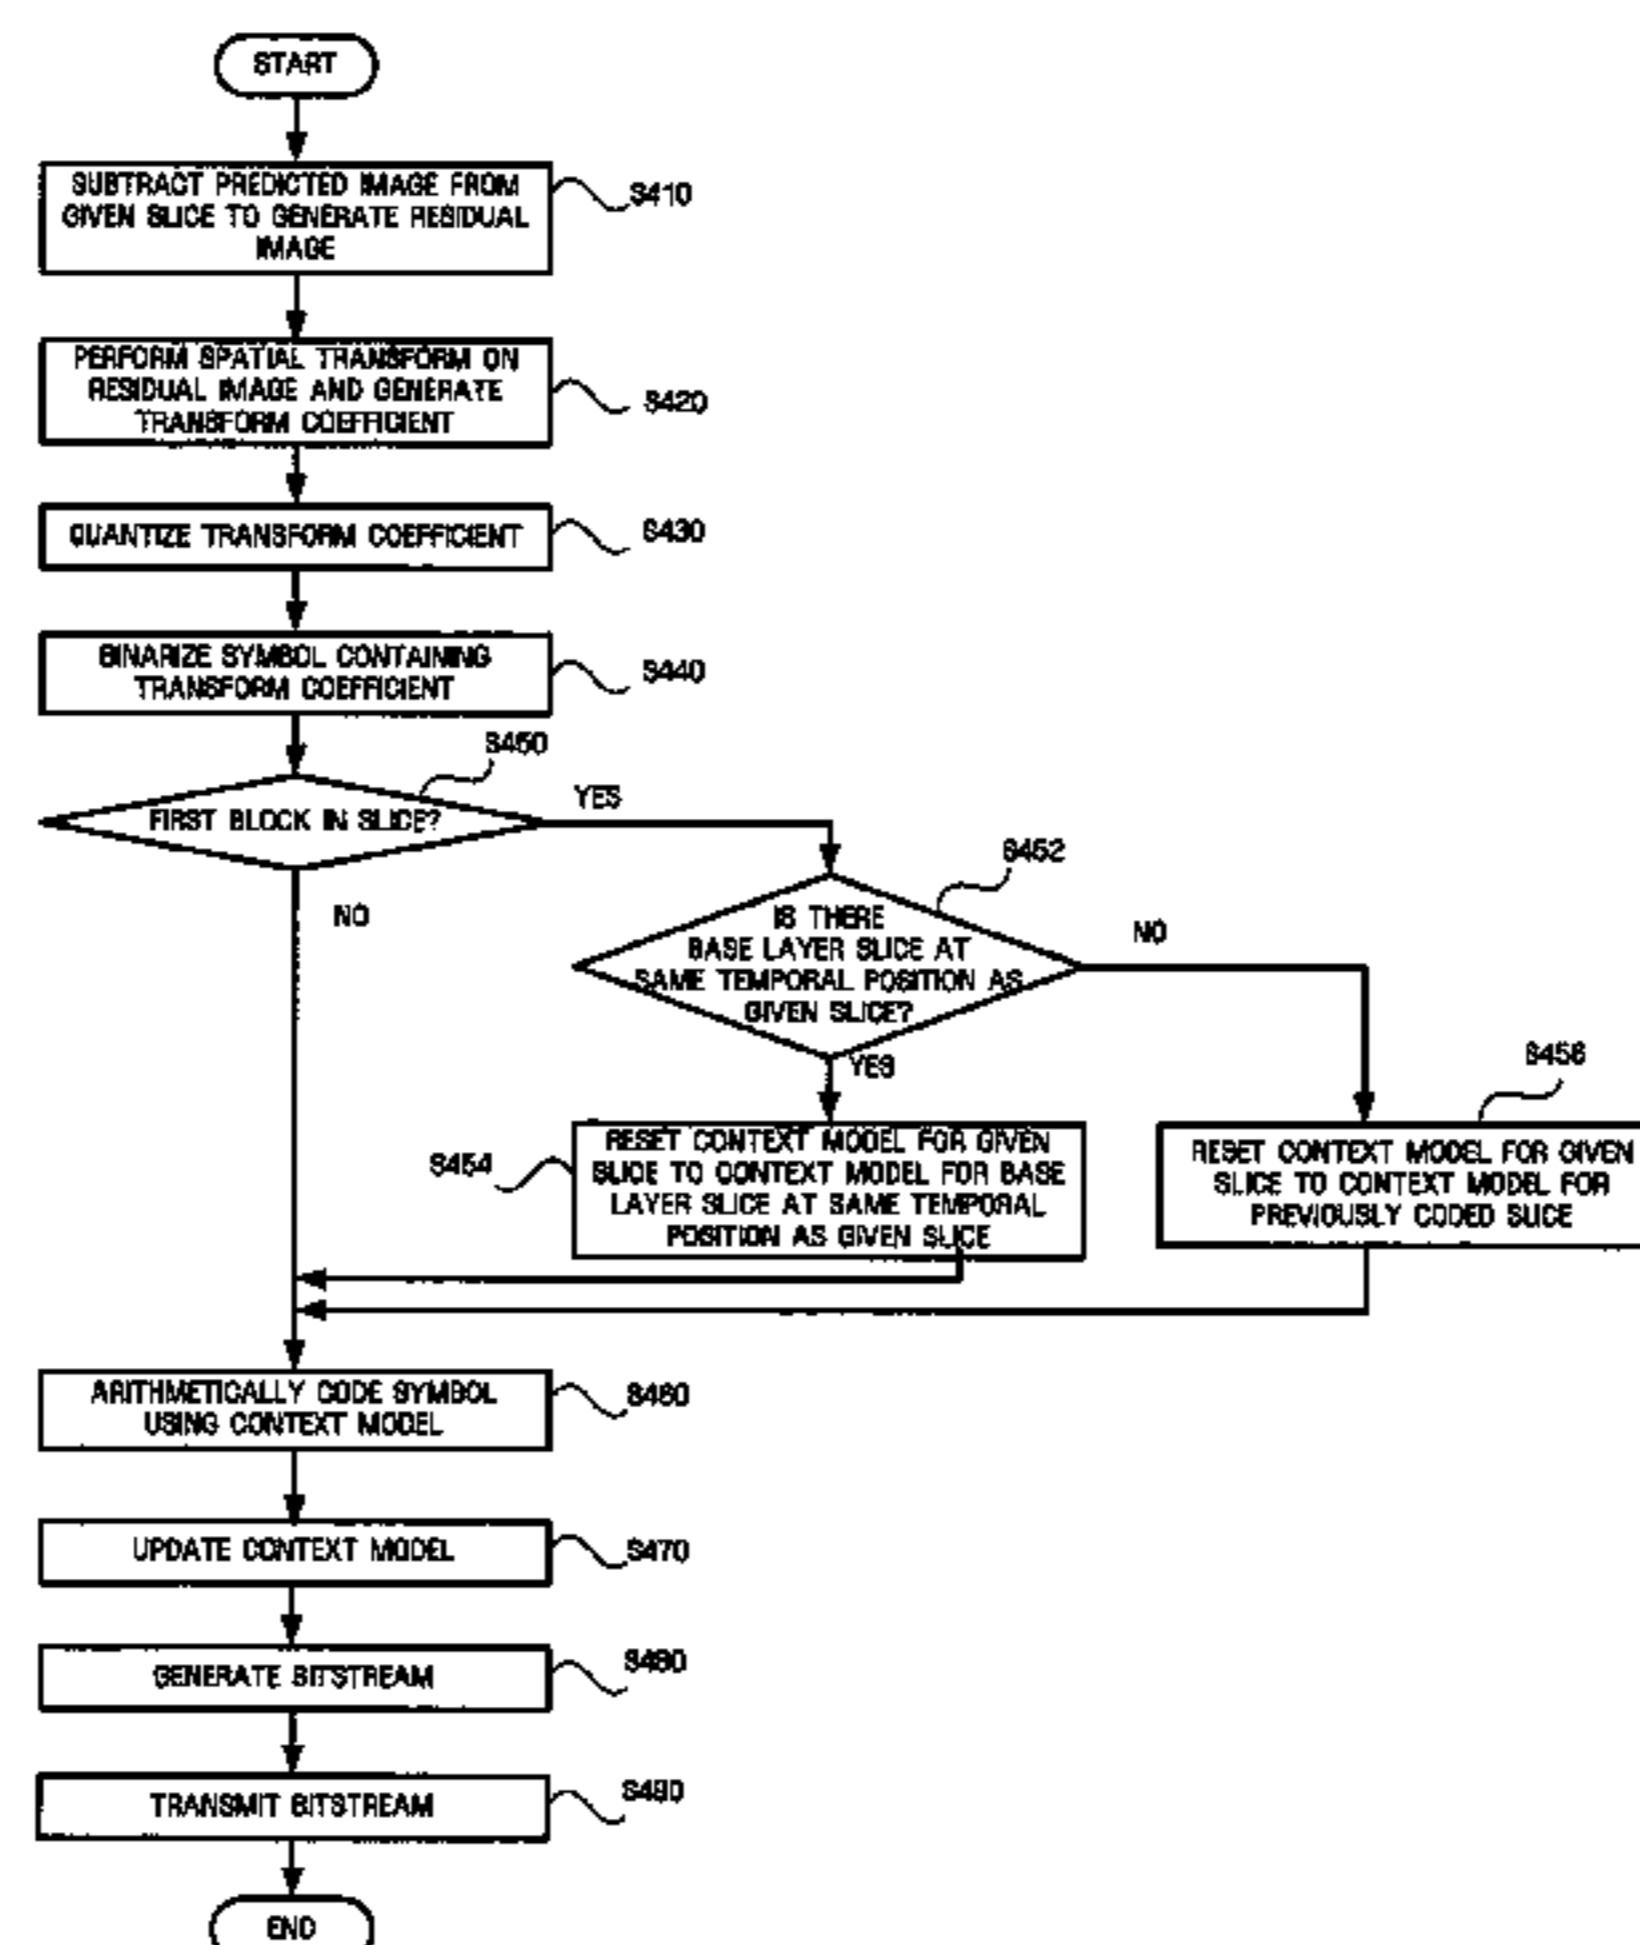 START
SUBTRACT PREDICTED IMAGE FROM
GIVEN SLICE TO GENERATE RESIDUAL
IMAGE
S410
PERFORM SPATIAL TRANSFORM ON
RESIDUAL IMAGE AND GENERATE
TRANSFORM COEFFICIENT
S420
QUANTIZE TRANSFORM COEFFICIENT
S430
BINARIZE SYMBOL CONTAINING
TRANSFORM COEFFICIENT
S440
S450
FIRST BLOCK IN SLICE?
YES
NO
S452
IS THERE
BASE LAYER SLICE AT
SAME TEMPORAL POSITION AS
GIVEN SLICE?
NO
YES
S454
RESET CONTEXT MODEL FOR GIVEN
SLICE TO CONTEXT MODEL FOR BASE
LAYER SLICE AT SAME TEMPORAL
POSITION AS GIVEN SLICE
S456
RESET CONTEXT MODEL FOR GIVEN
SLICE TO CONTEXT MODEL FOR
PREVIOUSLY CODED SLICE
ARITHMETICALLY CODE SYMBOL
USING CONTEXT MODEL
S460
UPDATE CONTEXT MODEL
S470
GENERATE BITSTREAM
S480
TRANSMIT BITSTREAM
S490
END